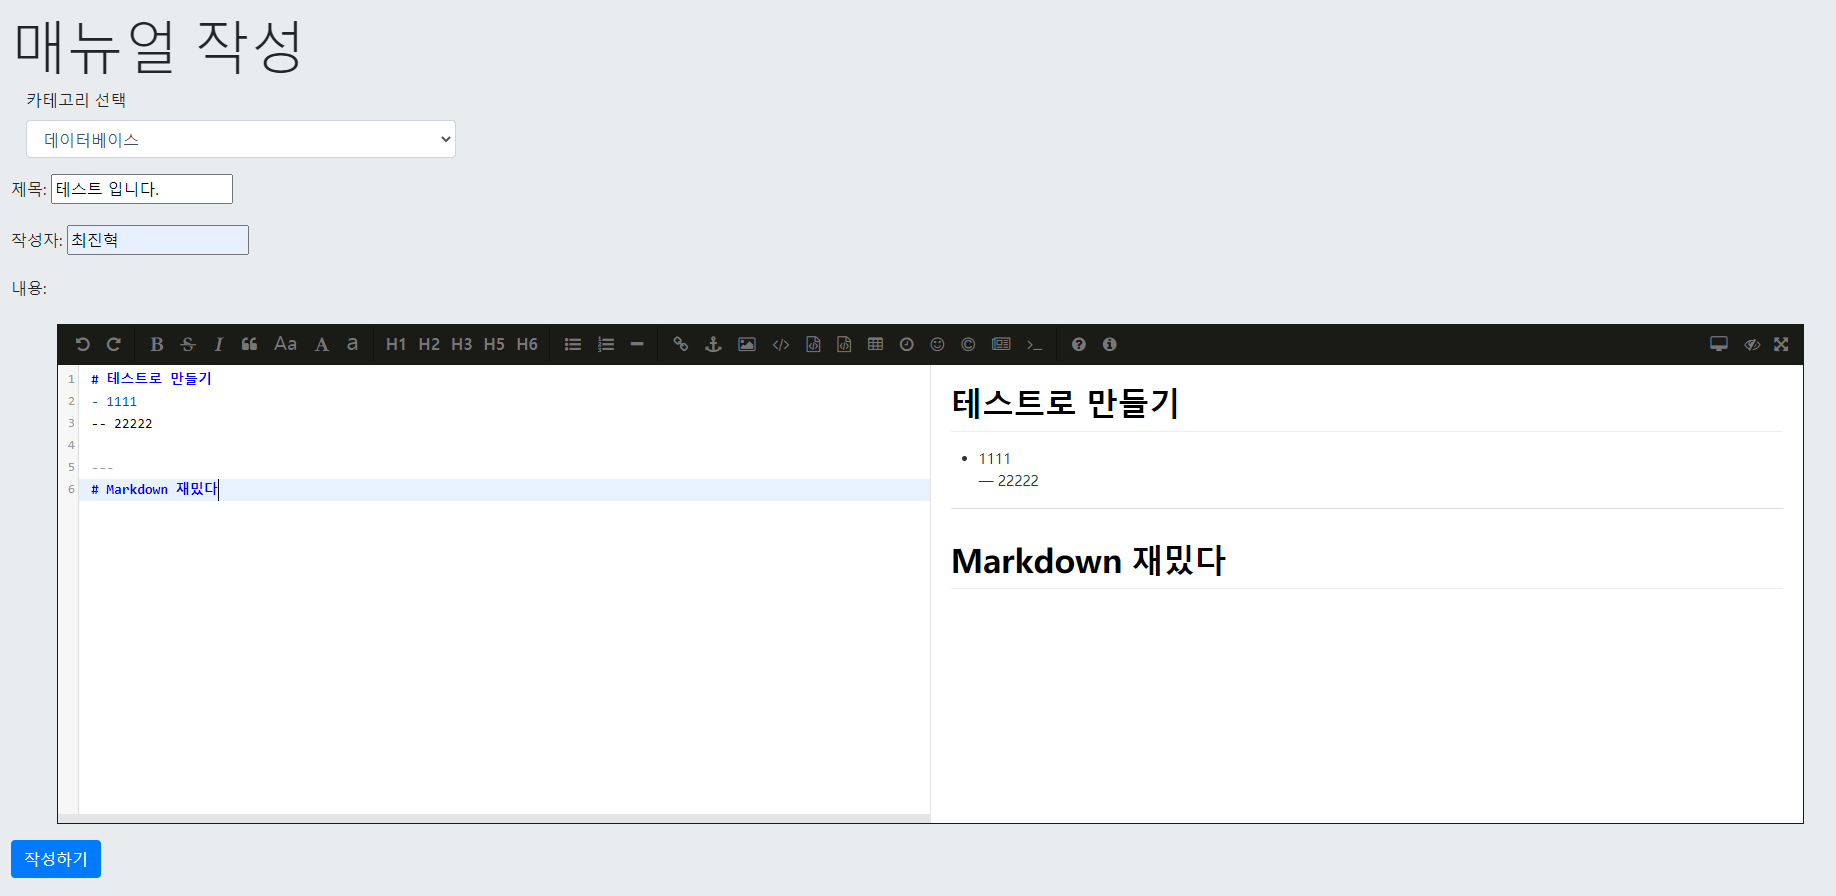 매뉴얼 작성
카테고리 선택
데이터베이스
제목: 테스트 입니다.
작성자: 최진혁
내용:
B S I Aa A a H1 H2 H3 H5 H6
1 # 테스트로 만들기
2 - 1111
3 -- 22222
4
5 ---
6 # Markdown 재밌다
테스트로 만들기
• 1111
— 22222
Markdown 재밌다
작성하기